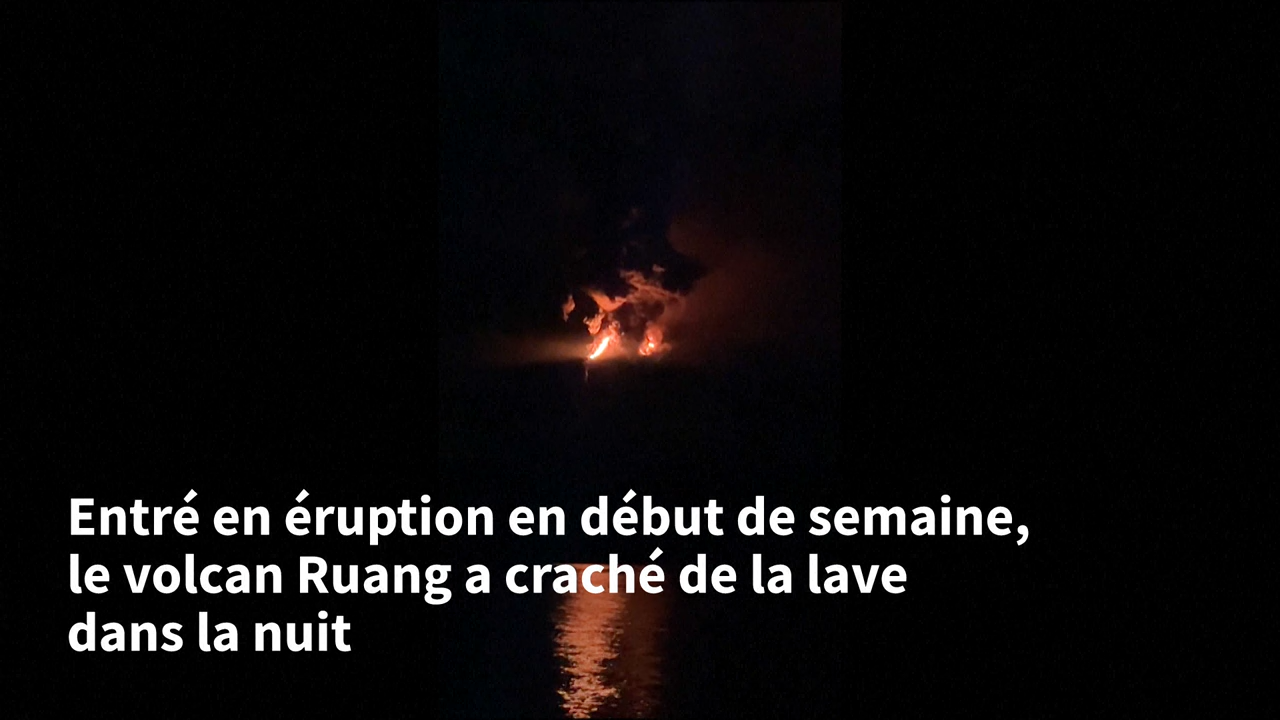 Entré en éruption en début de semaine,
le volcan Ruang a craché de la lave
dans la nuit